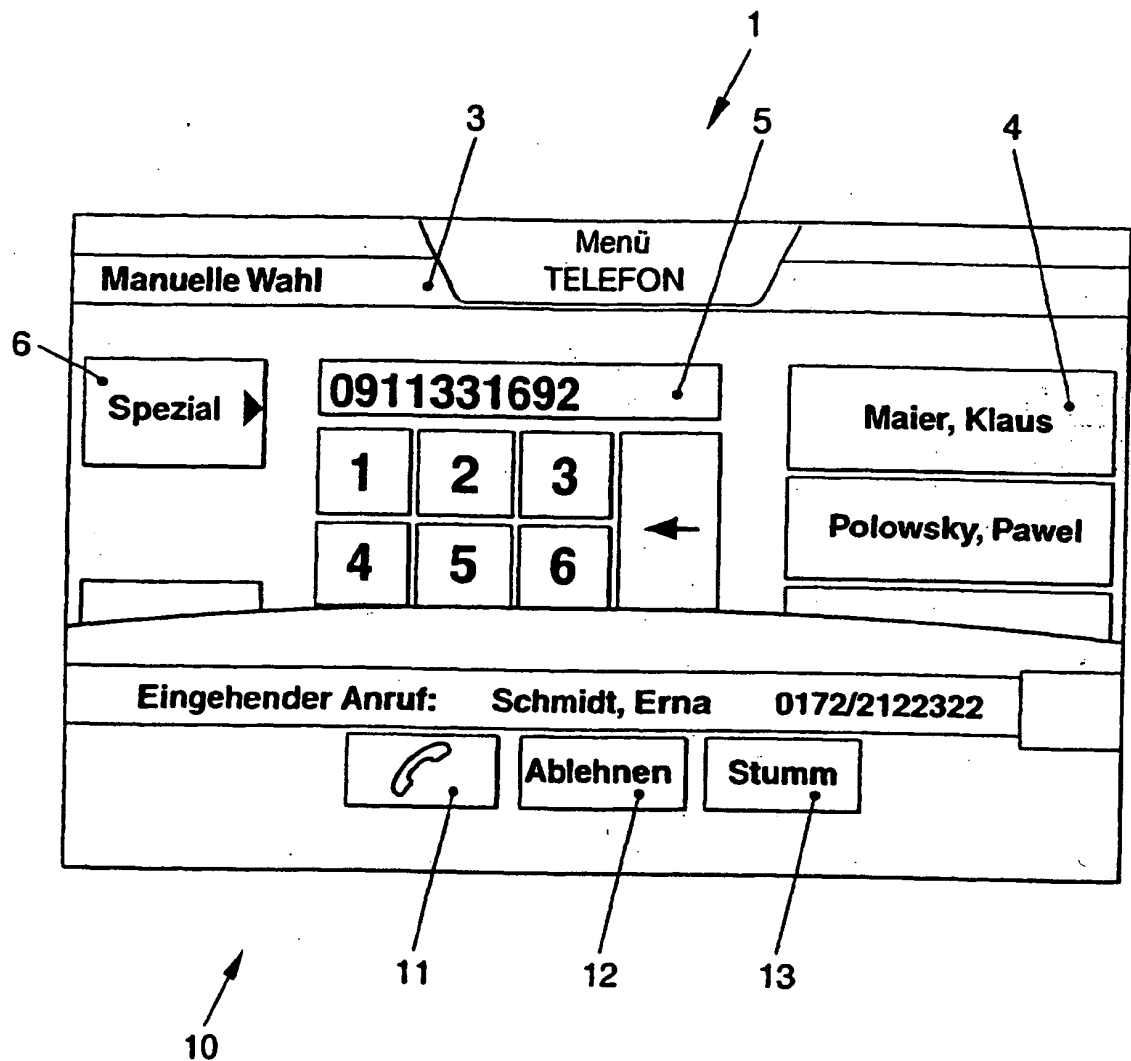 1
3 5 4
Menü
Manuelle Wahl TELEFON
6
Spezial 0911331692 Maier, Klaus
1 2 3
Polowsky, Pawel
4 5 6
Eingehender Anruf: Schmidt, Erna 0172/2122322
Ablehnen Stumm
11 12 13
10